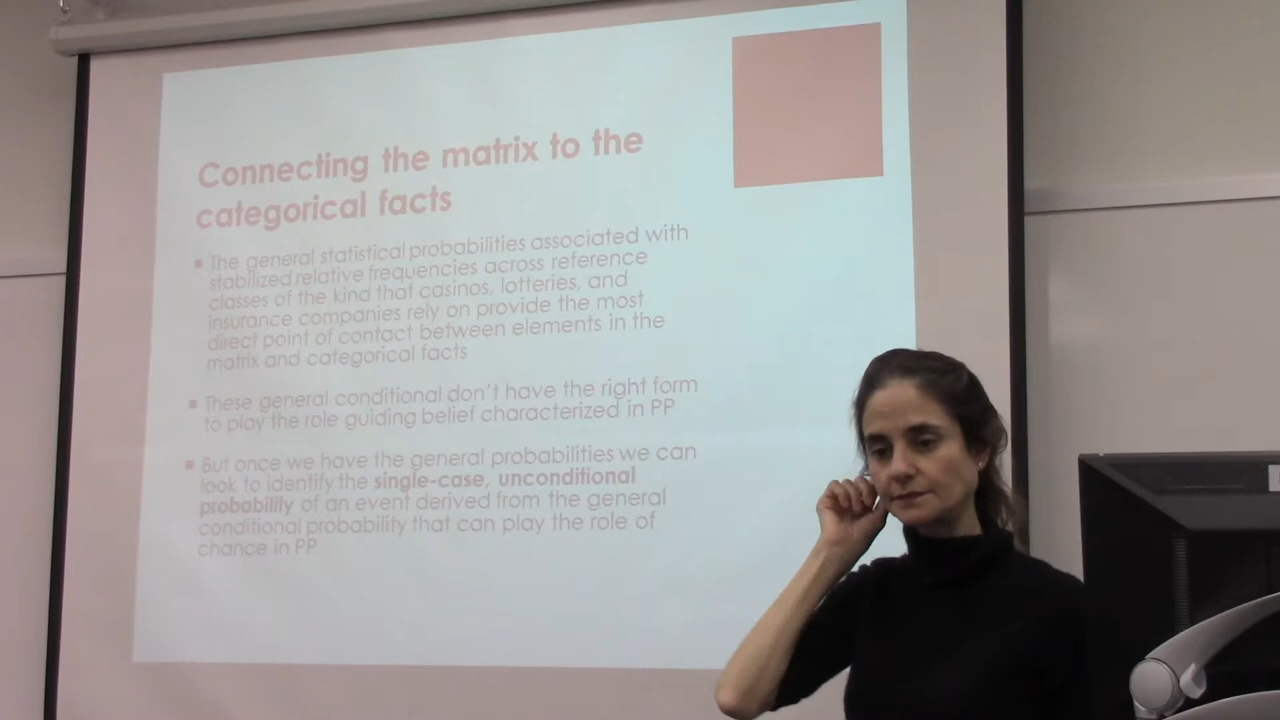 Connecting the matrix to the
categorical facts
The general statistical probabilities associated with
stabilized relative frequencies across reference
classes of the kind that casinos, lotteries, and
insurance companies rely on provide the most
direct point of contact between elements in the
matrix and categorical facts
These general conditional don't have the right form
to play the role guiding belief characterized in PP
But once we have the general probabilities we can
look to identify the single-case, unconditional
probability of an event derived from the general
conditional probability that can play the role of
chance in PP